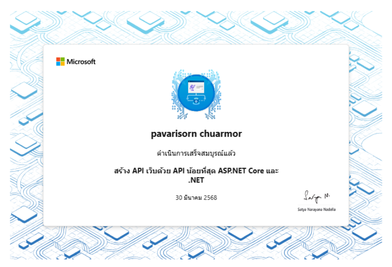 Microsoft
pavarisorn chuarmor
ดำเนินการเสร็จสมบูรณ์แล้ว
สร้าง API เว็บด้วย API น้อยที่สุด ASP.NET Core และ
.NET
30 มีนาคม 2568
Satya Narayana Nadella